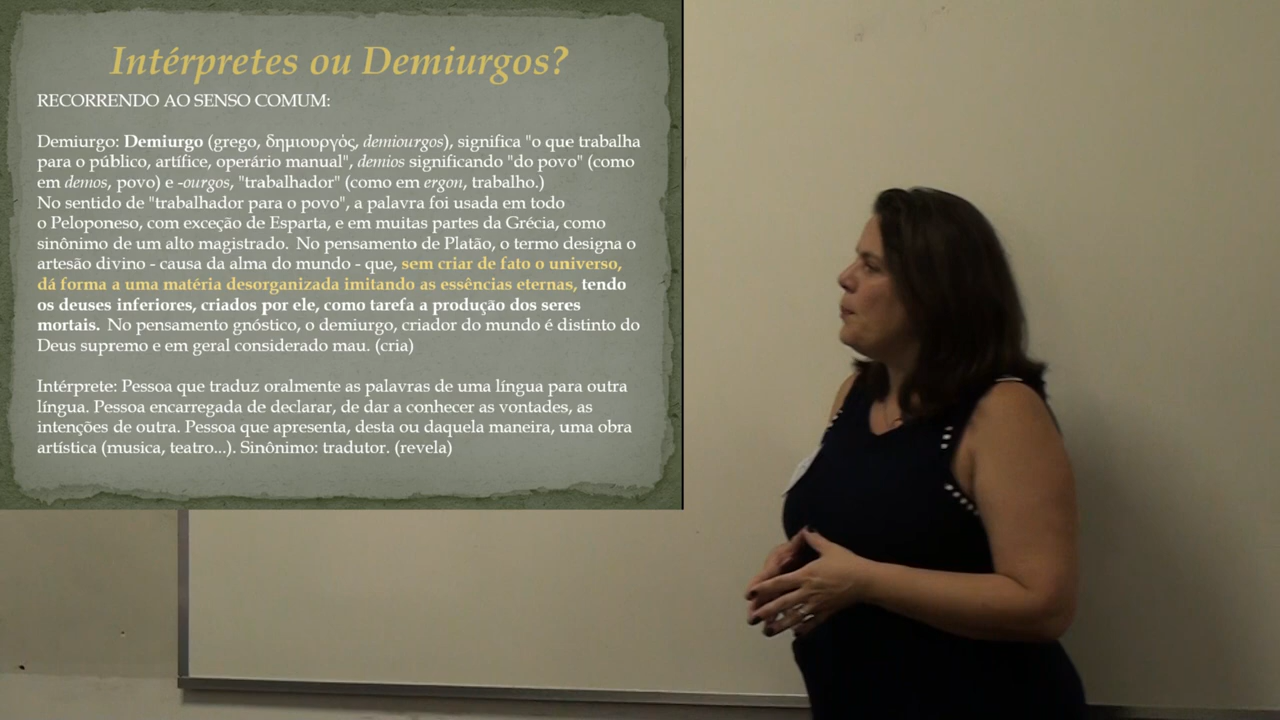 Intérpretes ou Demiurgos?
RECORRENDO AO SENSO COMUM:
Demiurgo: Demiurgo (grego, δημιουργός, demiourgos), significa "o que trabalha
para o público, artífice, operário manual", demios significando "do povo" (como
em demos, povo) e -ourgos, "trabalhador" (como em ergon, trabalho.)
No sentido de "trabalhador para o povo", a palavra foi usada em todo
o Peloponeso, com exceção de Esparta, e em muitas partes da Grécia, como
sinônimo de um alto magistrado. No pensamento de Platão, o termo designa o
artesão divino - causa da alma do mundo - que, sem criar de fato o universo,
dá forma a uma matéria desorganizada imitando as essências eternas, tendo
os deuses inferiores, criados por ele, como tarefa a produção dos seres
mortais. No pensamento gnóstico, o demiurgo, criador do mundo é distinto do
Deus supremo e em geral considerado mau. (cria)
Intérprete: Pessoa que traduz oralmente as palavras de uma língua para outra
língua. Pessoa encarregada de declarar, de dar a conhecer as vontades, as
intenções de outra. Pessoa que apresenta, desta ou daquela maneira, uma obra
artística (musica, teatro...). Sinônimo: tradutor. (revela)